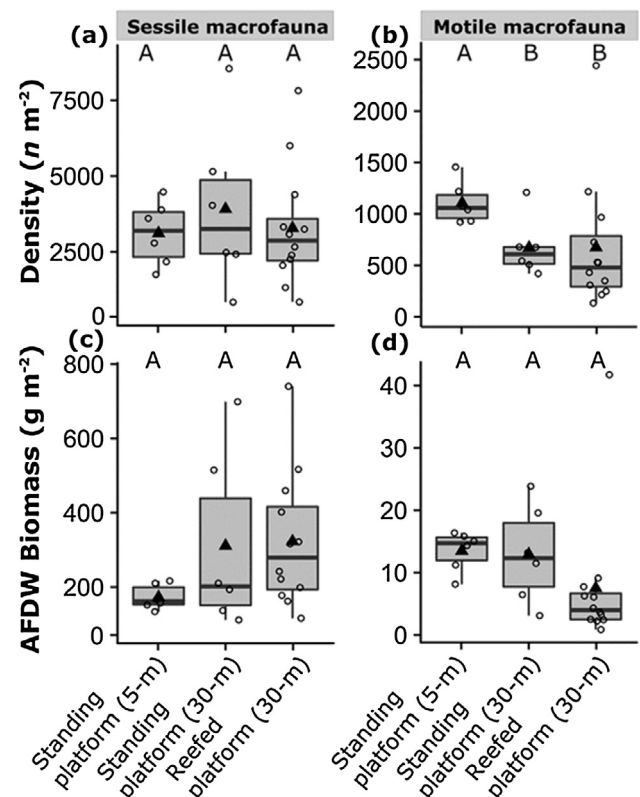 (a) Sessile macrofauna (b) Motile macrofauna
A A A A B B
Density (n m⁻²)
7500
5000
2500
0
2500
2000
1500
1000
1000
500
0
(c) (d)
A A A A A A
AFDW Biomass (g m⁻²)
800
600
400
300
200
0
40
30
20
10
0
Standing
platform (5-m)
Standing
platform (30-m)
Reefed
platform (30-m)
Standing
platform (5-m)
Standing
platform (30-m)
Reefed
platform (30-m)